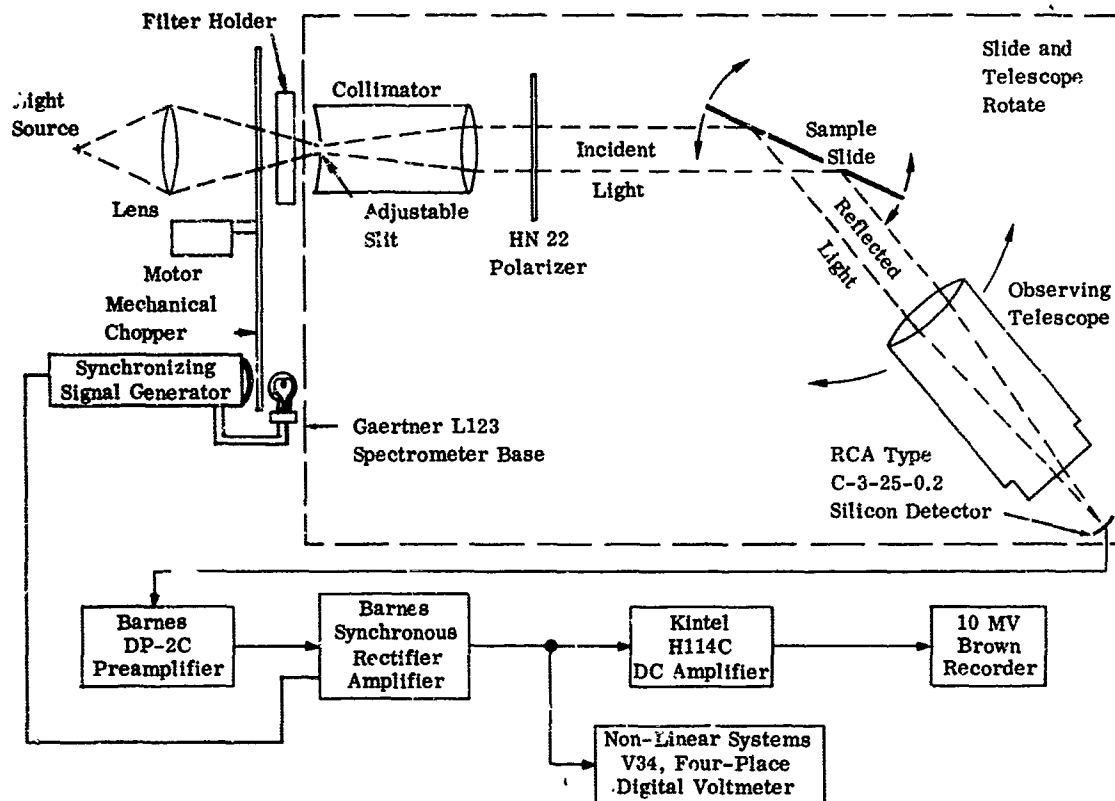 Filter Holder
Slide and
Telescope
Rotate
Light
Source
Collimator
Sample
Slide
Incident
Light
Lens
Adjustable
Slit
HN 22
Polarizer
Reflected
Light
Motor
Mechanical
Chopper
Observing
Telescope
Synchronizing
Signal Generator
Gaertner L123
Spectrometer Base
RCA Type
C-3-25-0.2
Silicon Detector
Barnes
DP-2C
Preamplifier
Barnes
Synchronous
Rectifier
Amplifier
Kintel
H114C
DC Amplifier
10 MV
Brown
Recorder
Non-Linear Systems
V34, Four-Place
Digital Voltmeter